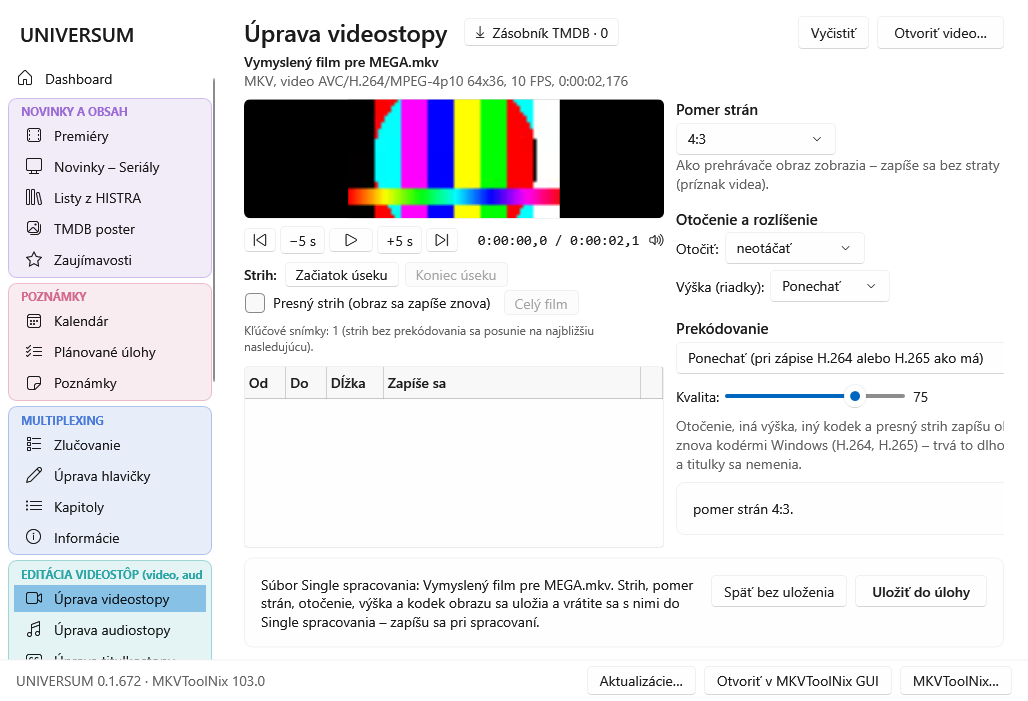 UNIVERSUM
Dashboard
NOVINKY A OBSAH
Premiéry
Novinky – Seriály
Listy z HISTRA
TMDB poster
Zaujímavosti
POZNÁMKY
Kalendár
Plánované úlohy
Poznámky
MULTIPLEXING
Zlučovanie
Úprava hlavičky
Kapitoly
Informácie
EDITÁCIA VIDEOSTÔP (video, aud
Úprava videostopy
Úprava audiostopy
Úprava videostopy
Zásobník TMDB · 0
Vyčistiť
Otvoriť video...
Vymyslený film pre MEGA.mkv
MKV, video AVC/H.264/MPEG-4p10 64x36, 10 FPS, 0:00:02,176
−5 s
+5 s
0:00:00,0 / 0:00:02,1
Strih:
Začiatok úseku
Koniec úseku
Presný strih (obraz sa zapíše znova)
Celý film
Kľúčové snímky: 1 (strih bez prekódovania sa posunie na najbližšiu
nasledujúcu).
Od
Do
Dĺžka
Zapíše sa
Pomer strán
4:3
Ako prehrávače obraz zobrazia – zapíše sa bez straty
(príznak videa).
Otočenie a rozlíšenie
Otočiť:
neotáčať
Výška (riadky):
Ponechať
Prekódovanie
Ponechať (pri zápise H.264 alebo H.265 ako má)
Kvalita:
75
Otočenie, iná výška, iný kodek a presný strih zapíšu
znova kodérmi Windows (H.264, H.265) – trvá to dlho
a titulky sa nemenia.
pomer strán 4:3.
Súbor Single spracovania: Vymyslený film pre MEGA.mkv. Strih, pomer
strán, otočenie, výška a kodek obrazu sa uložia a vrátite sa s nimi do
Single spracovania – zapíšu sa pri spracovaní.
Späť bez uloženia
Uložiť do úlohy
UNIVERSUM 0.1.672 · MKVToolNix 103.0
Aktualizácie...
Otvoriť v MKVToolNix GUI
MKVToolNix...